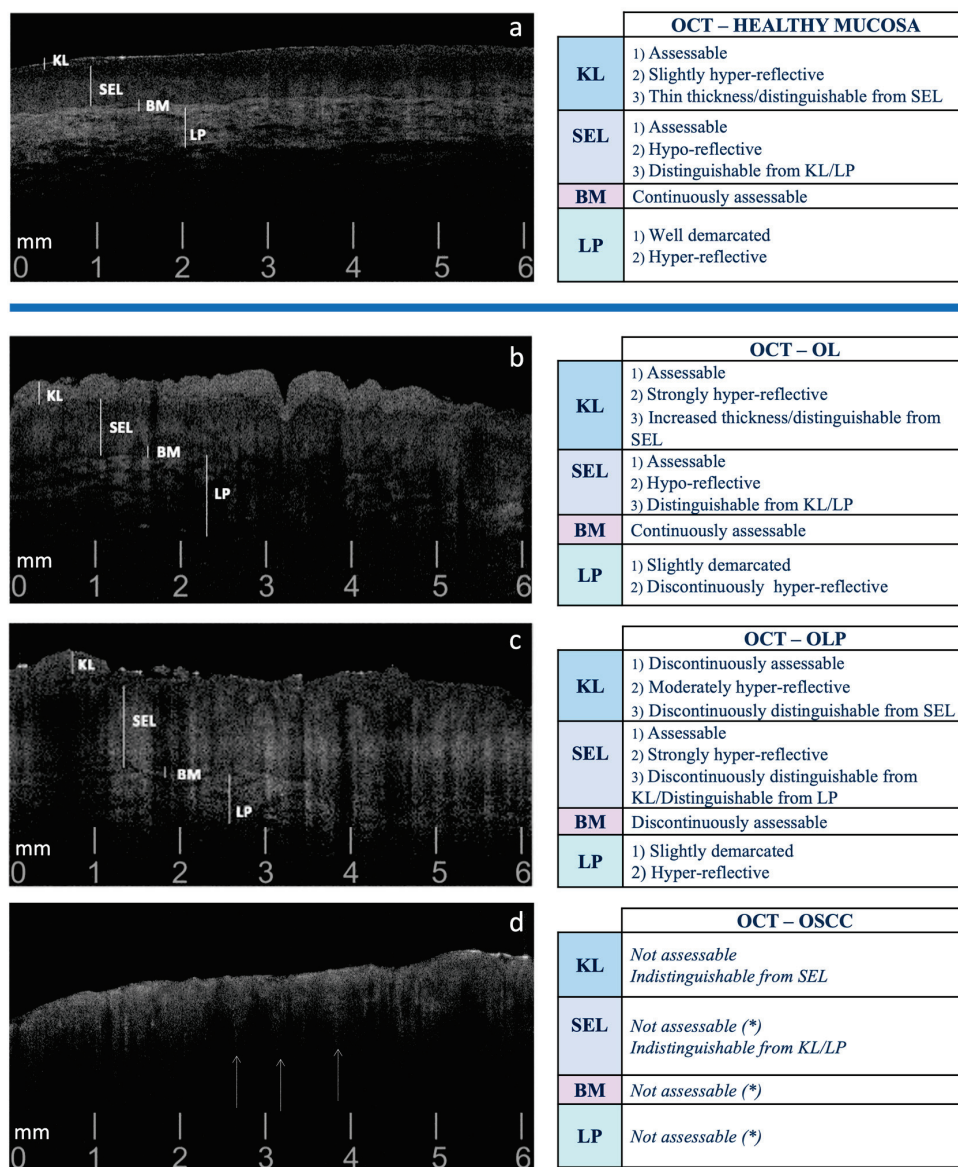 a
KL
SEL
BM
LP
mm
0 1 2 3 4 5 6
OCT – HEALTHY MUCOSA
KL
1) Assessable
2) Slightly hyper-reflective
3) Thin thickness/distinguishable from SEL
SEL
1) Assessable
2) Hypo-reflective
3) Distinguishable from KL/LP
BM
Continuously assessable
LP
1) Well demarcated
2) Hyper-reflective
b
KL
SEL
BM
LP
mm
0 1 2 3 4 5 6
OCT – OL
KL
1) Assessable
2) Strongly hyper-reflective
3) Increased thickness/distinguishable from
SEL
SEL
1) Assessable
2) Hypo-reflective
3) Distinguishable from KL/LP
BM
Continuously assessable
LP
1) Slightly demarcated
2) Discontinuously hyper-reflective
c
KL
SEL
BM
LP
mm
0 1 2 3 4 5 6
OCT – OLP
KL
1) Discontinuously assessable
2) Moderately hyper-reflective
3) Discontinuously distinguishable from SEL
SEL
1) Assessable
2) Strongly hyper-reflective
3) Discontinuously distinguishable from
KL/Distinguishable from LP
BM
Discontinuously assessable
LP
1) Slightly demarcated
2) Hyper-reflective
d
mm
0 1 2 3 4 5 6
OCT – OSCC
KL
Not assessable
Indistinguishable from SEL
SEL
Not assessable (*)
Indistinguishable from KL/LP
BM
Not assessable (*)
LP
Not assessable (*)